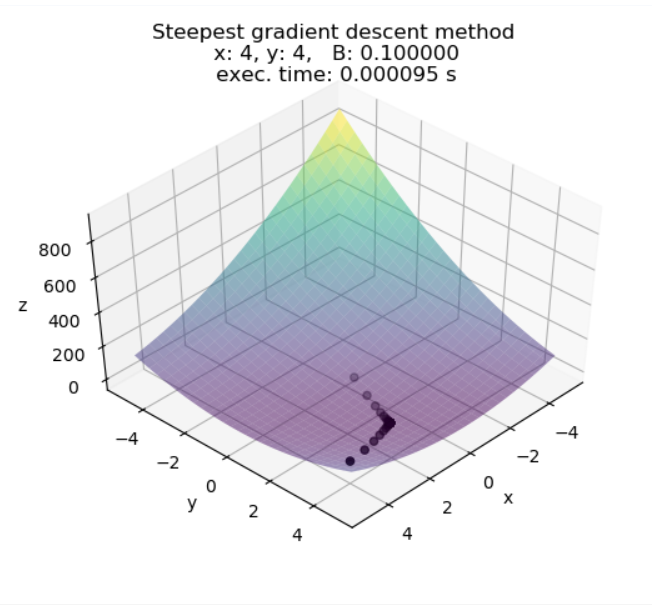 Steepest gradient descent method
x: 4, y: 4,   B: 0.100000
exec. time: 0.000095 s
800
600
z
400
200
0
−4
−4
−2
−2
0
0
y
x
2
2
4
4